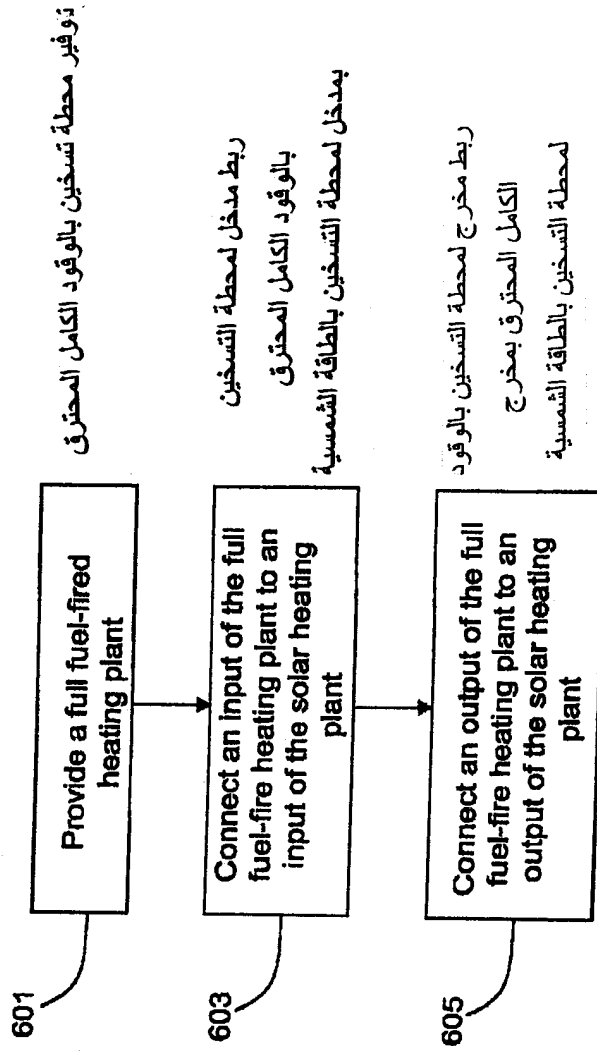 601
Provide a full fuel-fired
heating plant
توفير محطة تسخين بالوقود الكامل المحترق
603
Connect an input of the full
fuel-fire heating plant to an
input of the solar heating
plant
ربط مدخل لمحطة التسخين
بالوقود الكامل المحترق
بمدخل لمحطة التسخين بالطاقة الشمسية
605
Connect an output of the full
fuel-fire heating plant to an
output of the solar heating
plant
ربط مخرج لمحطة التسخين بالوقود
الكامل المحترق بمخرج
لمحطة التسخين بالطاقة الشمسية